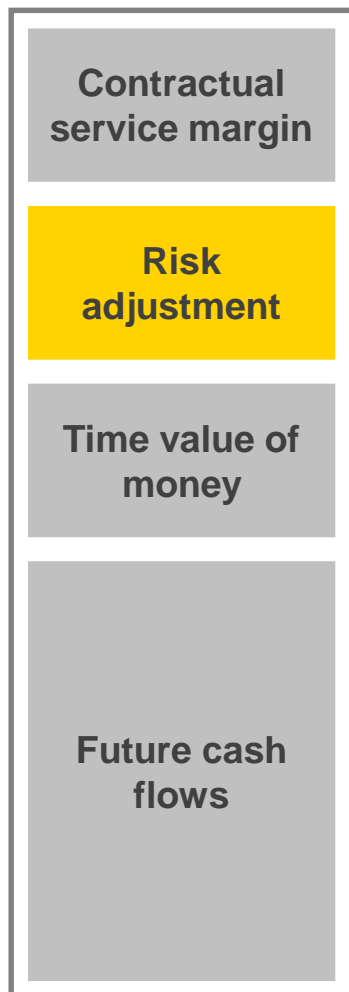 Contractual
service margin
Risk
adjustment
Time value of
money
Future cash
flows